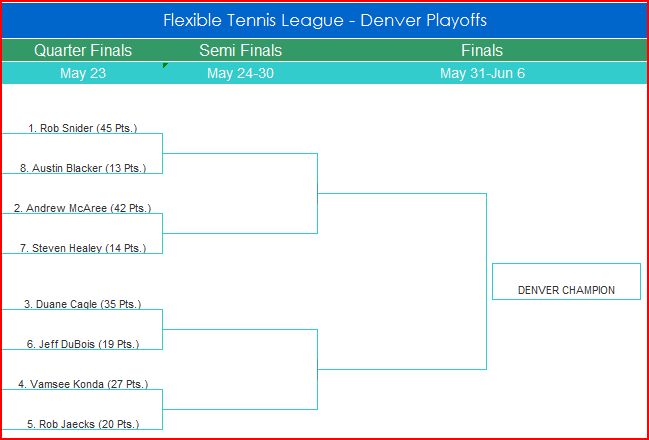 Flexible Tennis League - Denver Playoffs
Quarter Finals Semi Finals Finals
May 23 May 24-30 May 31-Jun 6
1. Rob Snider (45 Pts.)
8. Austin Blacker (13 Pts.)
2. Andrew McAree (42 Pts.)
7. Steven Healey (14 Pts.)
DENVER CHAMPION
3. Duane Cagle (35 Pts.)
6. Jeff DuBois (19 Pts.)
4. Vamsee Konda (27 Pts.)
5. Rob Jaecks (20 Pts.)